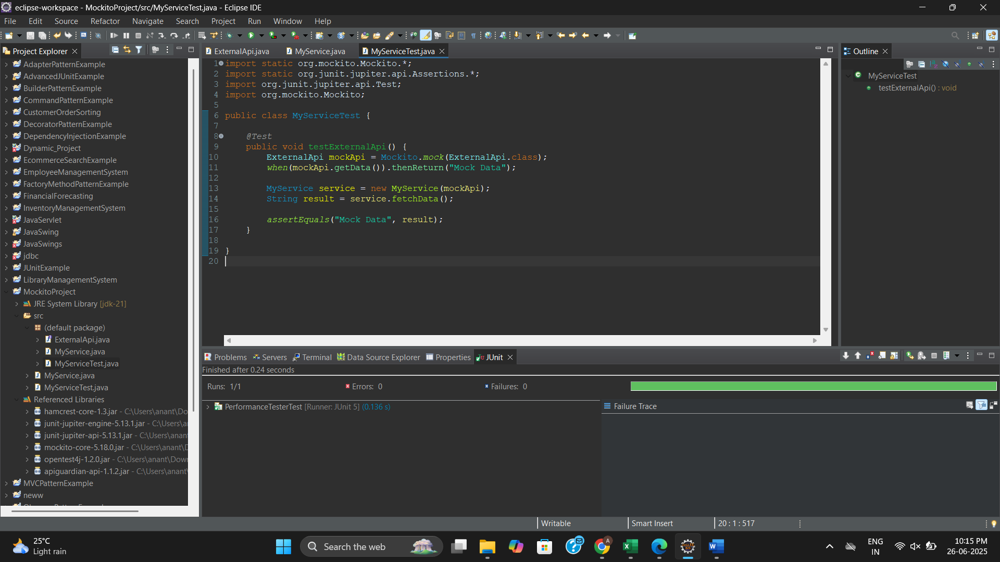 eclipse-workspace - MockitoProject/src/MyServiceTest.java - Eclipse IDE
File Edit Source Refactor Navigate Search Project Run Window Help
Project Explorer
AdapterPatternExample
AdvancedJUnitExample
BuilderPatternExample
CommandPatternExample
CustomerOrderSorting
DecoratorPatternExample
DependencyInjectionExample
Dynamic_Project
EcommerceSearchExample
EmployeeManagementSystem
FactoryMethodPatternExample
FinancialForecasting
InventoryManagementSystem
JavaServlet
JavaSwing
JavaSwings
jdbc
JUnitExample
LibraryManagementSystem
MockitoProject
JRE System Library [jdk-21]
src
(default package)
ExternalApi.java
MyService.java
MyServiceTest.java
MyService.java
MyServiceTest.java
Referenced Libraries
hamcrest-core-1.3.jar - C:\Users\anant\Do
junit-jupiter-engine-5.13.1.jar - C:\Users\a
junit-jupiter-api-5.13.1.jar - C:\Users\anan
mockito-core-5.18.0.jar - C:\Users\anant\D
opentest4j-1.2.0.jar - C:\Users\anant\Dow
apiguardian-api-1.1.2.jar - C:\Users\anant\
MVCPatternExample
neww
ExternalApi.java MyService.java MyServiceTest.java
1 import static org.mockito.Mockito.*;
2 import static org.junit.jupiter.api.Assertions.*;
3 import org.junit.jupiter.api.Test;
4 import org.mockito.Mockito;
5
6 public class MyServiceTest {
7
8 @Test
9 public void testExternalApi() {
10 ExternalApi mockApi = Mockito.mock(ExternalApi.class);
11 when(mockApi.getData()).thenReturn("Mock Data");
12
13 MyService service = new MyService(mockApi);
14 String result = service.fetchData();
15
16 assertEquals("Mock Data", result);
17 }
18
19 }
20
Outline
MyServiceTest
testExternalApi() : void
Problems Servers Terminal Data Source Explorer Properties JUnit
Finished after 0.24 seconds
Runs: 1/1 Errors: 0 Failures: 0
PerformanceTesterTest [Runner: JUnit 5] (0.136 s)
Failure Trace
Writable Smart Insert 20 : 1 : 517
25°C
Light rain
Search the web
ENG
IN
10:15 PM
26-06-2025